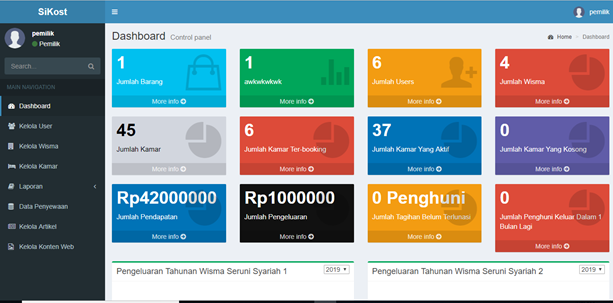 SiKost
pemilik
pemilik
Pemilik
Search...
MAIN NAVIGATION
Dashboard
Kelola User
Kelola Wisma
Kelola Kamar
Laporan
Data Penyewaan
Kelola Artikel
Kelola Konten Web
Dashboard Control panel
Home > Dashboard
1
Jumlah Barang
More info
1
awkwkwkwk
More info
6
Jumlah Users
More info
4
Jumlah Wisma
More info
45
Jumlah Kamar
More info
6
Jumlah Kamar Ter-booking
More info
37
Jumlah Kamar Yang Aktif
More info
0
Jumlah Kamar Yang Kosong
More info
Rp42000000
Jumlah Pendapatan
More info
Rp1000000
Jumlah Pengeluaran
More info
0 Penghuni
Jumlah Tagihan Belum Terlunasi
More info
0
Jumlah Penghuni Keluar Dalam 1
Bulan Lagi
More info
Pengeluaran Tahunan Wisma Seruni Syariah 1
2019
Pengeluaran Tahunan Wisma Seruni Syariah 2
2019